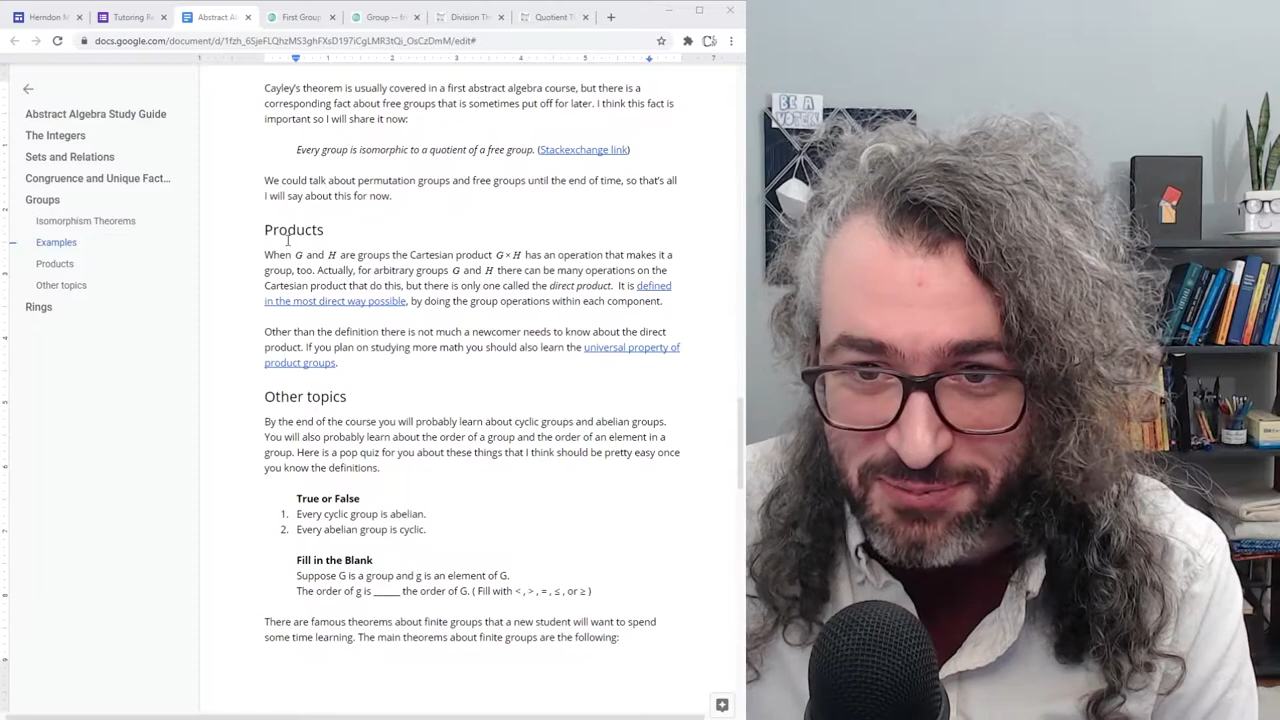 Herndon M
Tutoring R
Abstract Al
First Group
Group -- fr
Division Th
Quotient T
docs.google.com/document/d/1fzh_6SjeFLQhzMS3ghFXsD197iCgLMR3tQi_OsCzDmM/edit#
1 1 2 3 4 5 6 7
Abstract Algebra Study Guide
The Integers
Sets and Relations
Congruence and Unique Fact...
Groups
Isomorphism Theorems
Examples
Products
Other topics
Rings
Cayley's theorem is usually covered in a first abstract algebra course, but there is a
corresponding fact about free groups that is sometimes put off for later. I think this fact is
important so I will share it now:
Every group is isomorphic to a quotient of a free group. (Stackexchange link)
We could talk about permutation groups and free groups until the end of time, so that's all
I will say about this for now.
Products
When G and H are groups the Cartesian product G × H has an operation that makes it a
group, too. Actually, for arbitrary groups G and H there can be many operations on the
Cartesian product that do this, but there is only one called the direct product. It is defined
in the most direct way possible, by doing the group operations within each component.
Other than the definition there is not much a newcomer needs to know about the direct
product. If you plan on studying more math you should also learn the universal property of
product groups.
Other topics
By the end of the course you will probably learn about cyclic groups and abelian groups.
You will also probably learn about the order of a group and the order of an element in a
group. Here is a pop quiz for you about these things that I think should be pretty easy once
you know the definitions.
True or False
1. Every cyclic group is abelian.
2. Every abelian group is cyclic.
Fill in the Blank
Suppose G is a group and g is an element of G.
The order of g is ______ the order of G. ( Fill with < , > , = , ≤ , or ≥ )
There are famous theorems about finite groups that a new student will want to spend
some time learning. The main theorems about finite groups are the following:
BE A
VOTER